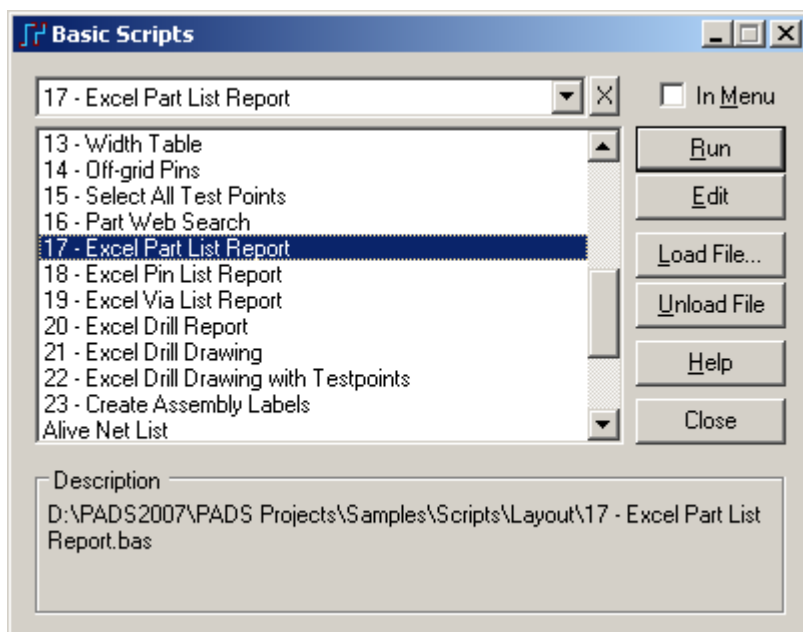 Basic Scripts
17 - Excel Part List Report
X
In Menu
13 - Width Table
14 - Off-grid Pins
15 - Select All Test Points
16 - Part Web Search
17 - Excel Part List Report
18 - Excel Pin List Report
19 - Excel Via List Report
20 - Excel Drill Report
21 - Excel Drill Drawing
22 - Excel Drill Drawing with Testpoints
23 - Create Assembly Labels
Alive Net List
Run
Edit
Load File...
Unload File
Help
Close
Description
D:\PADS2007\PADS Projects\Samples\Scripts\Layout\17 - Excel Part List
Report.bas